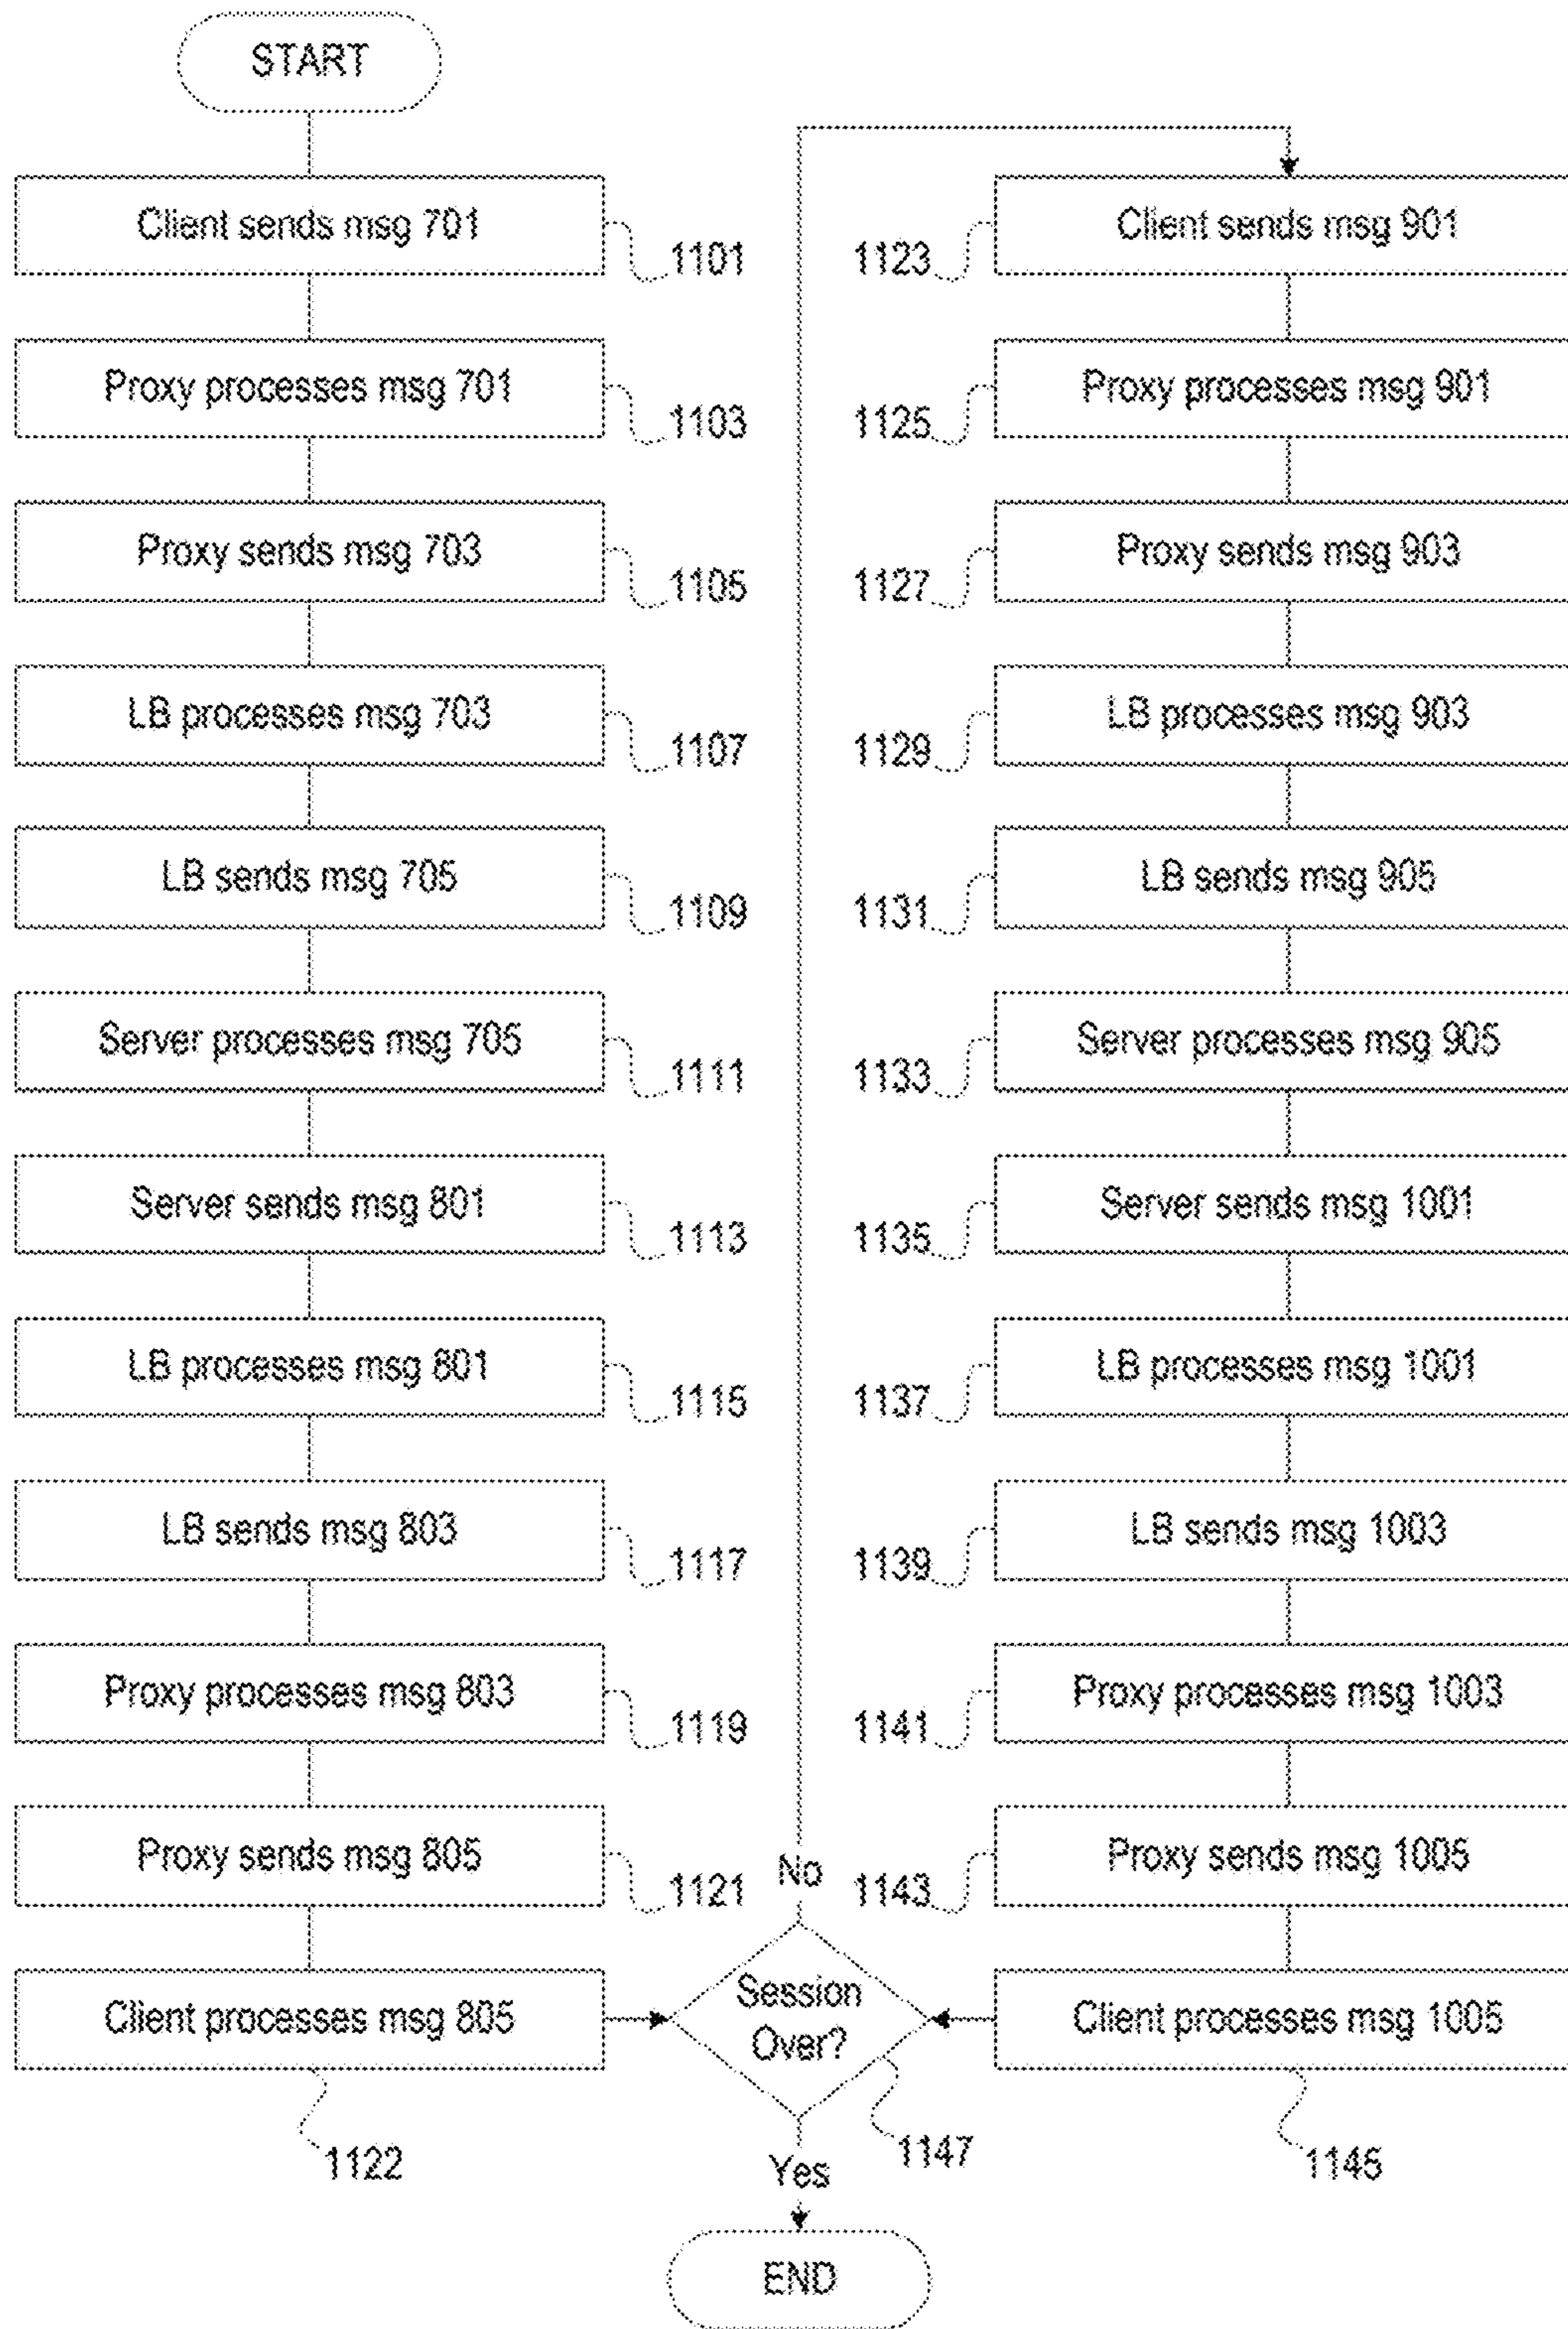 START
Client sends msg 701
1101
Proxy processes msg 701
1103
Proxy sends msg 703
1105
LB processes msg 703
1107
LB sends msg 705
1109
Server processes msg 705
1111
Server sends msg 801
1113
LB processes msg 801
1115
LB sends msg 803
1117
Proxy processes msg 803
1119
Proxy sends msg 805
1121
Client processes msg 805
1122
Client sends msg 901
1123
Proxy processes msg 901
1125
Proxy sends msg 903
1127
LB processes msg 903
1129
LB sends msg 905
1131
Server processes msg 905
1133
Server sends msg 1001
1135
LB processes msg 1001
1137
LB sends msg 1003
1139
Proxy processes msg 1003
1141
Proxy sends msg 1005
1143
Client processes msg 1005
1145
No
Session
Over?
1147
Yes
END